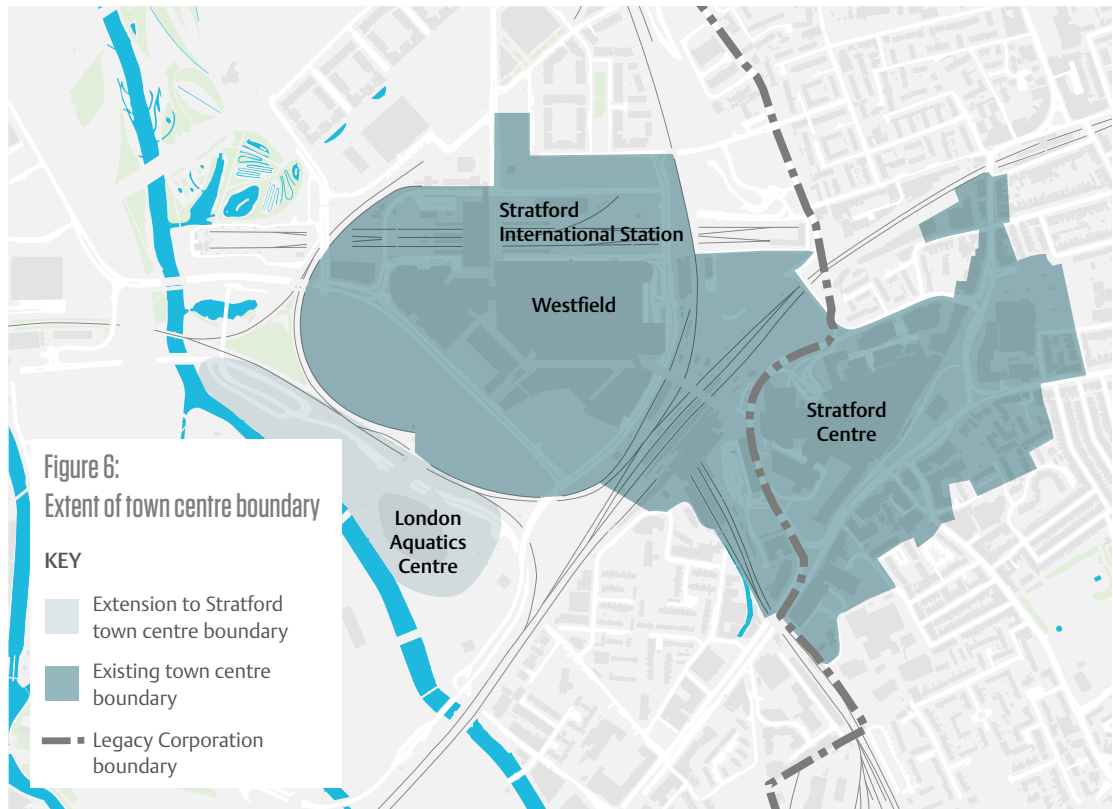 Stratford
International Station
Westfield
Stratford
Centre
London
Aquatics
Centre
Figure 6:
Extent of town centre boundary
KEY
Extension to Stratford
town centre boundary
Existing town centre
boundary
Legacy Corporation
boundary